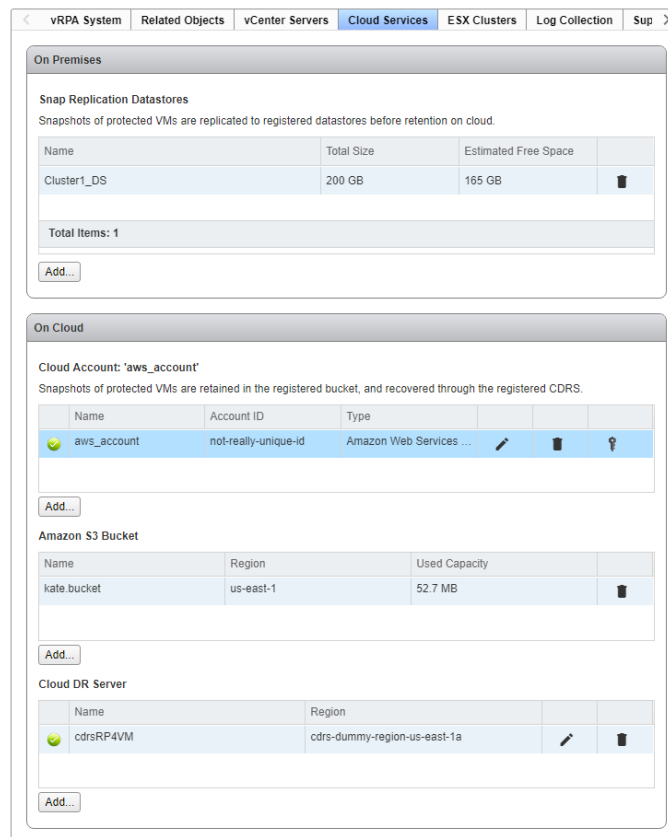 vRPA System Related Objects vCenter Servers Cloud Services ESX Clusters Log Collection Sup
On Premises
Snap Replication Datastores
Snapshots of protected VMs are replicated to registered datastores before retention on cloud.
Name Total Size Estimated Free Space
Cluster1_DS 200 GB 165 GB
Total Items: 1
Add...
On Cloud
Cloud Account: 'aws_account'
Snapshots of protected VMs are retained in the registered bucket, and recovered through the registered CDRS.
Name Account ID Type
aws_account not-really-unique-id Amazon Web Services ...
Add...
Amazon S3 Bucket
Name Region Used Capacity
kate.bucket us-east-1 52.7 MB
Add...
Cloud DR Server
Name Region
cdrsRP4VM cdrs-dummy-region-us-east-1a
Add...